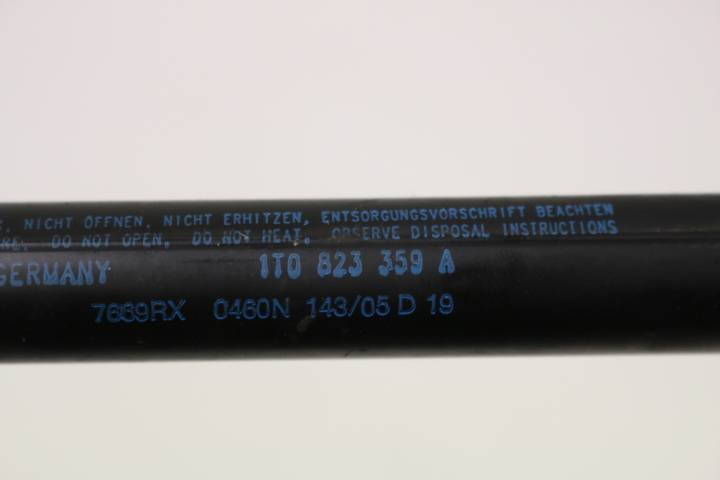 NICHT ÖFFNEN, NICHT ERHITZEN, ENTSORGUNGSVORSCHRIFT BEACHTEN
DO NOT OPEN, DO NOT HEAT, OBSERVE DISPOSAL INSTRUCTIONS
GERMANY 1T0 823 359 A
7669RX 0460N 143/05 D 19